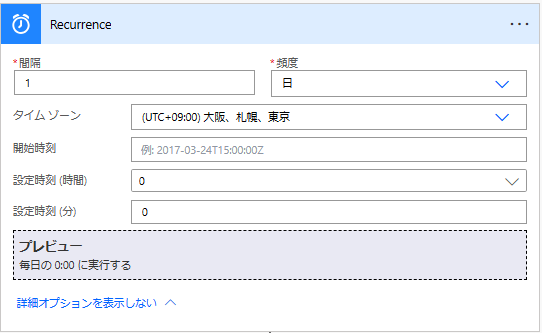 Recurrence
*間隔 *頻度
1 日
タイム ゾーン (UTC+09:00) 大阪、札幌、東京
開始時刻 例: 2017-03-24T15:00:00Z
設定時刻 (時間) 0
設定時刻 (分) 0
プレビュー
毎日の 0:00 に実行する
詳細オプションを表示しない